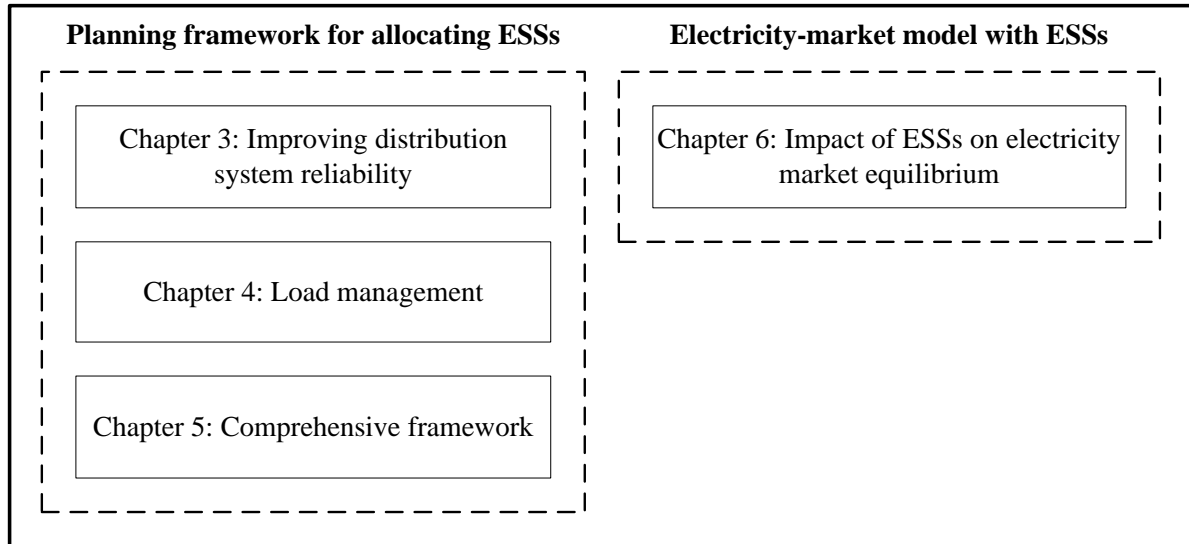 Planning framework for allocating ESSs
Chapter 3: Improving distribution
system reliability
Chapter 4: Load management
Chapter 5: Comprehensive framework
Electricity-market model with ESSs
Chapter 6: Impact of ESSs on electricity
market equilibrium